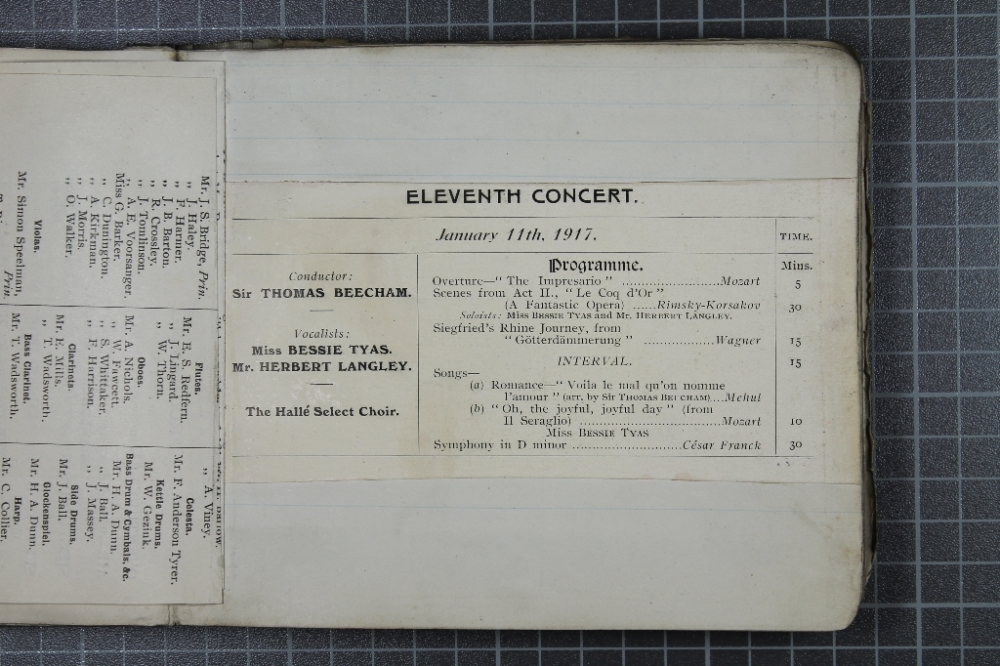 ELEVENTH CONCERT.
January 11th, 1917.
TIME.
Conductor:
Sir THOMAS BEECHAM.
Vocalists:
Miss BESSIE TYAS.
Mr. HERBERT LANGLEY.
The Hallé Select Choir.
Programme.
Mins.
Overture—“ The Impresario ” ........................Mozart 5
Scenes from Act II., “ Le Coq d'Or ”
(A Fantastic Opera) ......Rimsky-Korsakov 30
Soloists: Miss BESSIE TYAS and Mr. HERBERT LANGLEY.
Siegfried's Rhine Journey, from
“ Götterdämmerung ” ..................Wagner 15
INTERVAL. 15
Songs—
(a) Romance—“ Voila le mal qu'on nomme
l'amour ” (arr. by Sir THOMAS BEECHAM)....Mehul
(b) “ Oh, the joyful, joyful day ” (from
Il Seraglio) ..............................Mozart 10
Miss BESSIE TYAS
Symphony in D minor ...........................César Franck 30
Mr. J. S. Bridge, Prin.
„ J. Haley.
„ F. Harmer.
„ J. B. Barton.
„ R. Crossley.
„ J. Tomlinson.
„ A. E. Voorsanger.
Miss G. Barker.
„ C. Dunington.
„ A. Kirkman.
„ J. Morris.
„ O. Walker.
Violas.
Mr. Simon Speelman,
Prin.
Flutes.
Mr. E. S. Redfern.
„ J. Lingard.
„ W. Thorn.
Oboes.
Mr. A. Nichols.
„ W. Fawcett.
„ S. Whittaker.
„ F. Harrison.
Clarinets.
Mr. E. Mills.
„ T. Wadsworth.
Bass Clarinet.
Mr. T. Wadsworth.
„ A. Viney.
Celesta.
Mr. F. Anderson Tyrer.
Kettle Drums.
Mr. W. Gezink.
Bass Drum & Cymbals, &c.
Mr. H. A. Dunn.
„ J. Ball.
„ J. Massey.
Side Drums.
Mr. J. Ball.
Glockenspiel.
Mr. H. A. Dunn.
Harp.
Mr. C. Collier.